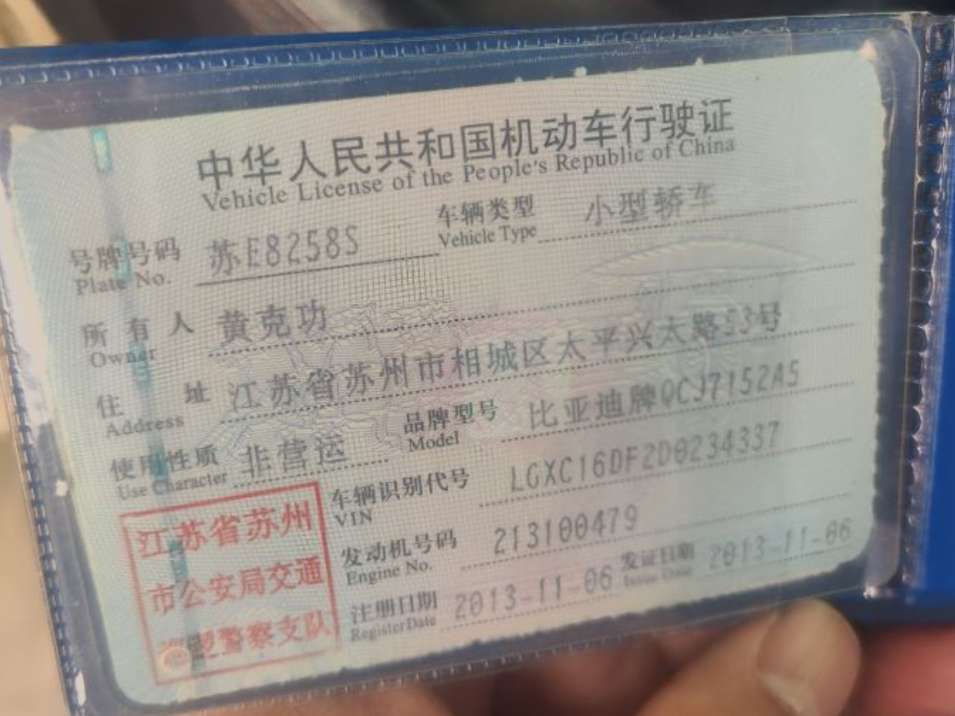 中华人民共和国机动车行驶证
Vehicle License of the People's Republic of China
号牌号码 苏E8258S 车辆类型 小型轿车
Plate No. Vehicle Type
所有人 黄克功
Owner
住址 江苏省苏州市相城区太平兴太路53号
Address
使用性质 非营运 品牌型号 比亚迪牌QCJ7152A5
Use Character Model
车辆识别代号 LGXC16DF2D0234337
VIN
发动机号码 213100479
Engine No.
注册日期 2013-11-06 发证日期 2013-11-06
Register Date Issue Date
江苏省苏州
市公安局交通
警察支队